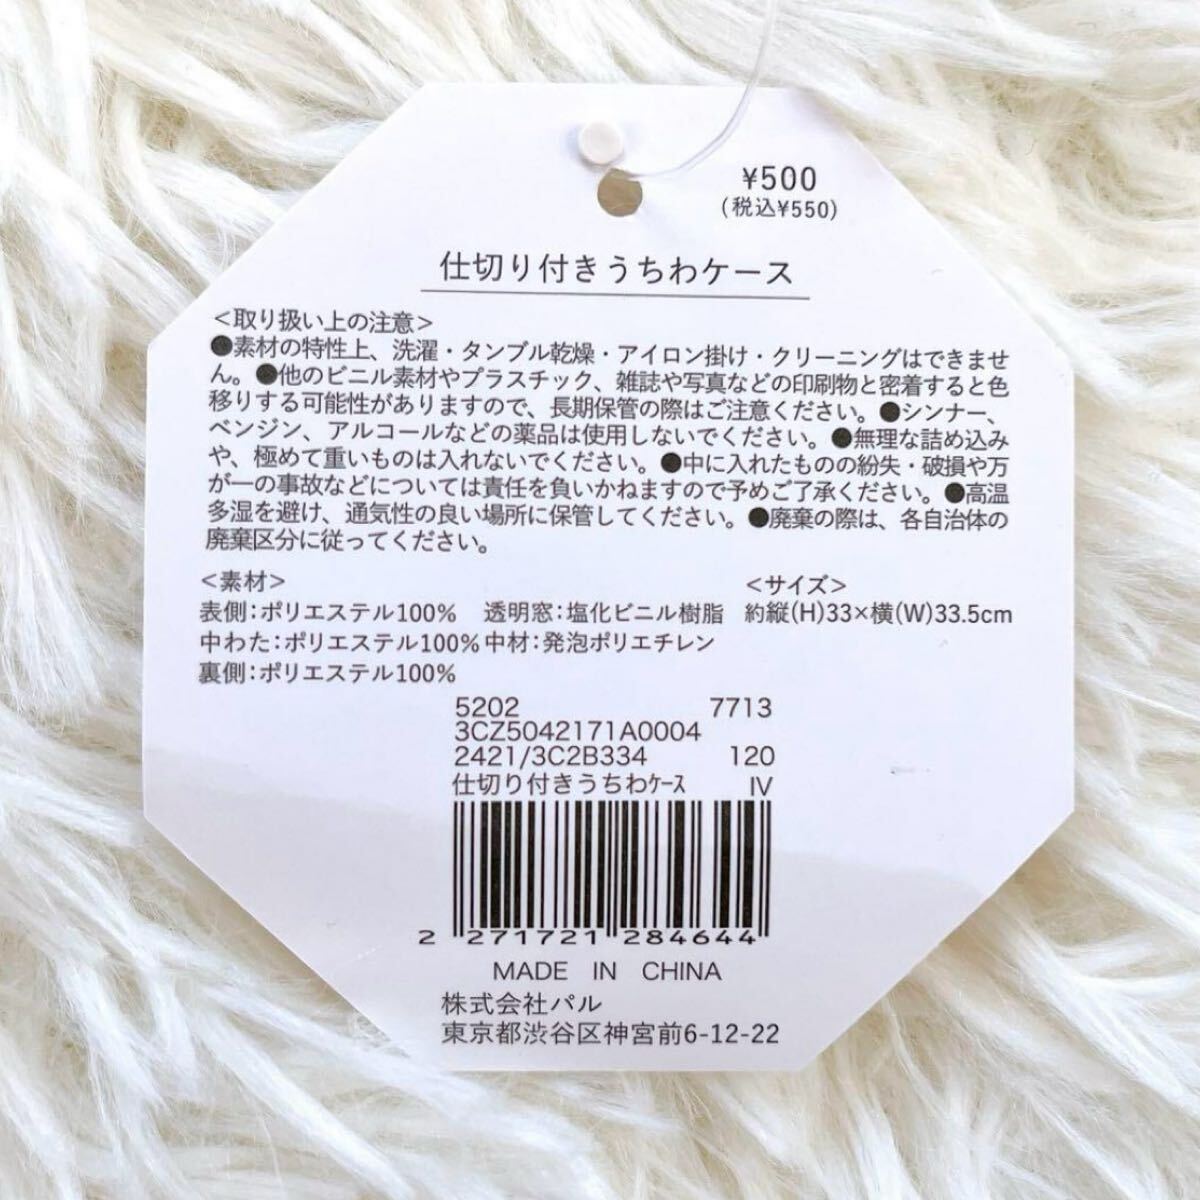 ¥500
(税込¥550)
仕切り付きうちわケース
＜取り扱い上の注意＞
●素材の特性上、洗濯・タンブル乾燥・アイロン掛け・クリーニングはできませ
ん。●他のビニル素材やプラスチック、雑誌や写真などの印刷物と密着すると色
移りする可能性がありますので、長期保管の際はご注意ください。●シンナー、
ベンジン、アルコールなどの薬品は使用しないでください。●無理な詰め込み
や、極めて重いものは入れないでください。●中に入れたものの紛失・破損や万
が一の事故などについては責任を負いかねますので予めご了承ください。●高温
多湿を避け、通気性の良い場所に保管してください。●廃棄の際は、各自治体の
廃棄区分に従ってください。
＜素材＞ ＜サイズ＞
表側：ポリエステル100% 透明窓：塩化ビニル樹脂 約縦(H)33×横(W)33.5cm
中わた：ポリエステル100% 中材：発泡ポリエチレン
裏側：ポリエステル100%
5202 7713
3CZ5042171A0004
2421/3C2B334 120
仕切り付きうちわｹｰｽ IV
2 271721 284644
MADE IN CHINA
株式会社パル
東京都渋谷区神宮前6-12-22